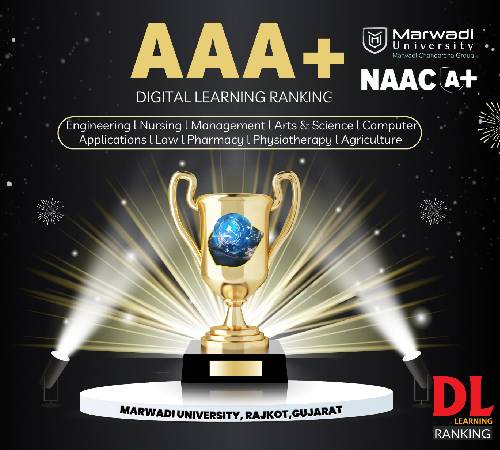 AAA+
DIGITAL LEARNING RANKING
Marwadi
University
Marwadi Chandarana Group
NAAC A+
Engineering l Nursing l Management l Arts & Science l Computer
Applications l Law l Pharmacy l Physiotherapy l Agriculture
MARWADI UNIVERSITY, RAJKOT,GUJARAT
DL
LEARNING
RANKING